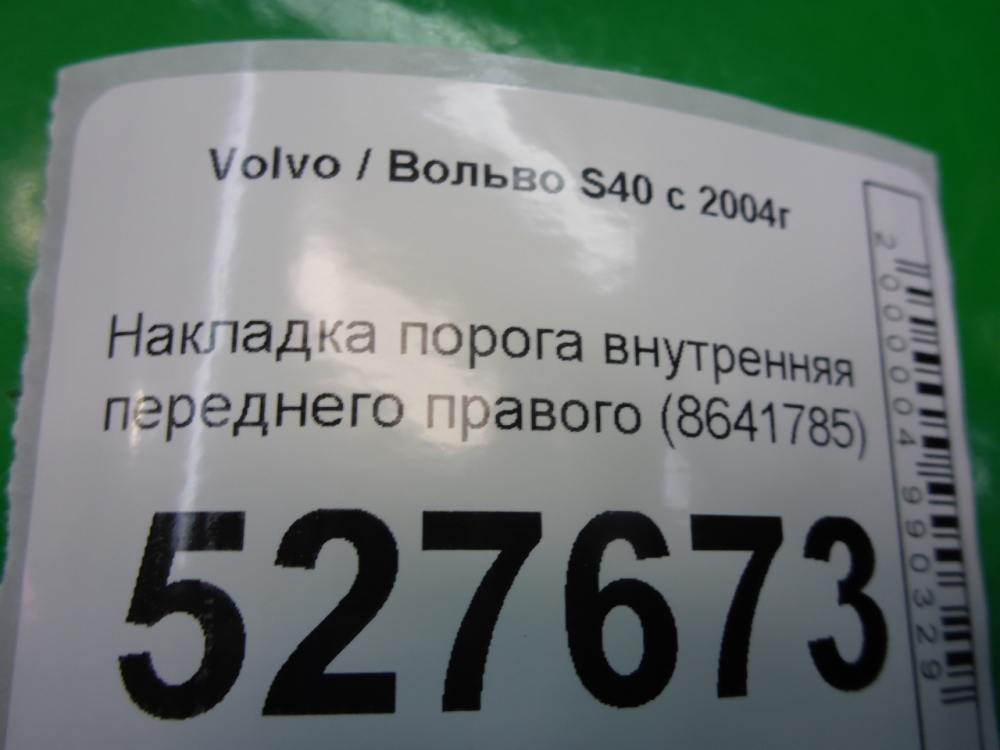 Volvo / Вольво S40 с 2004г
Накладка порога внутренняя
переднего правого (8641785)
527673
2000004990329